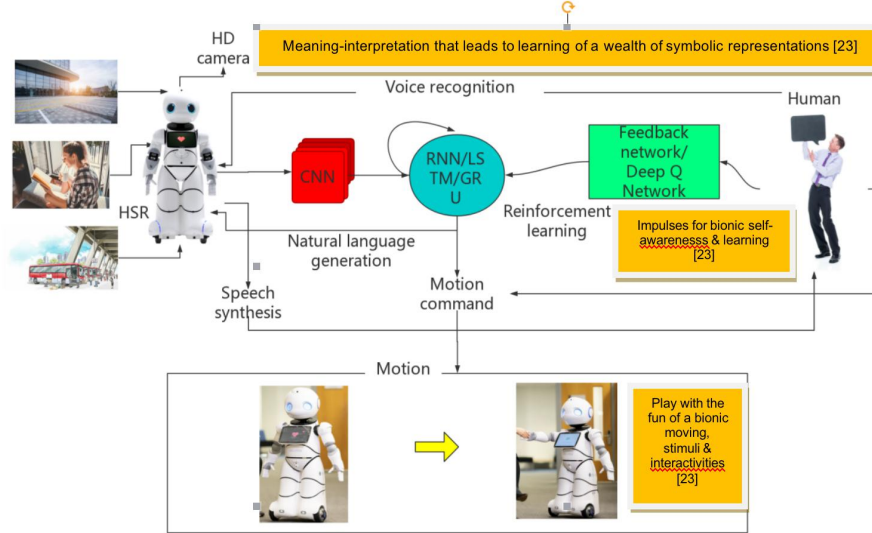 HD
camera
Meaning-interpretation that leads to learning of a wealth of symbolic representations [23]
Voice recognition
Human
CNN
RNN/LS
TM/GR
U
Feedback
network/
Deep Q
Network
HSR
Reinforcement
learning
Impulses for bionic self-
awarenesss & learning
[23]
Natural language
generation
Speech
synthesis
Motion
command
Motion
Play with the
fun of a bionic
moving,
stimuli &
interactivities
[23]